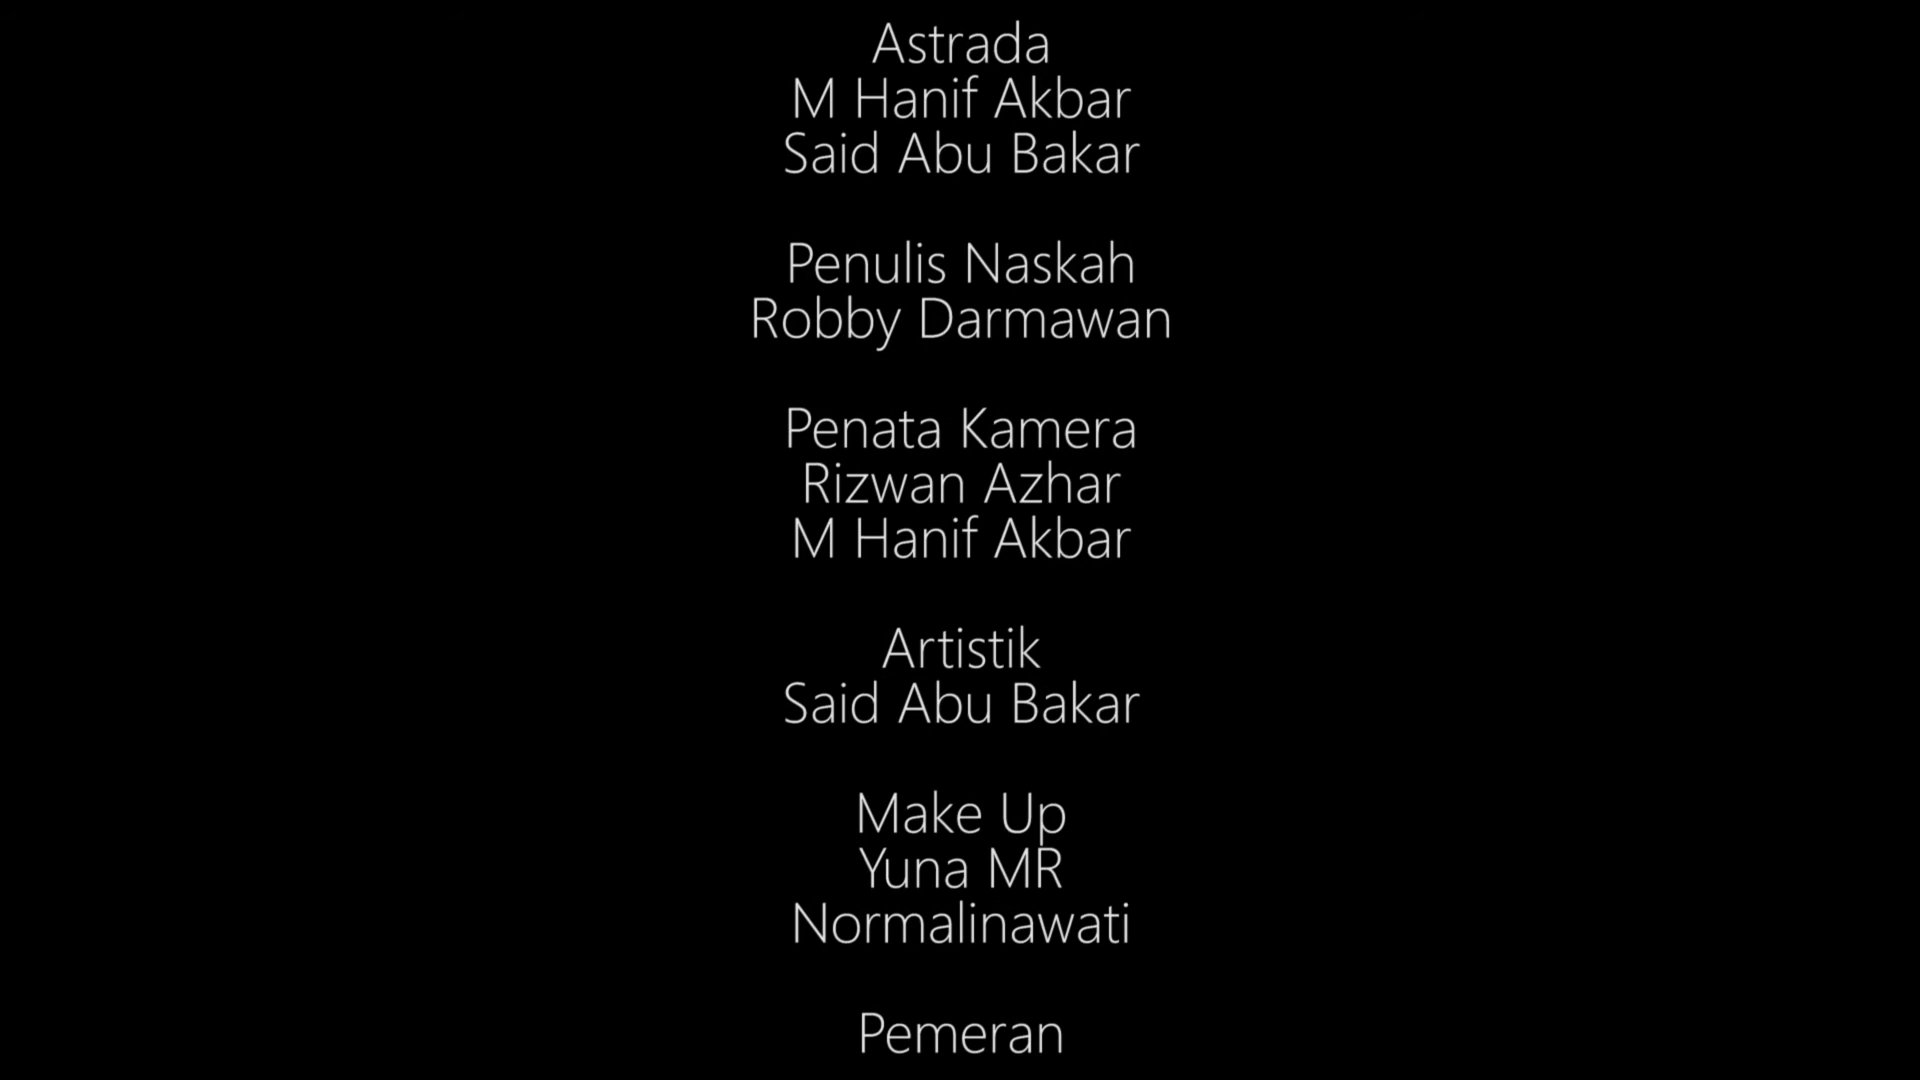 Astrada
M Hanif Akbar
Said Abu Bakar
Penulis Naskah
Robby Darmawan
Penata Kamera
Rizwan Azhar
M Hanif Akbar
Artistik
Said Abu Bakar
Make Up
Yuna MR
Normalinawati
Pemeran